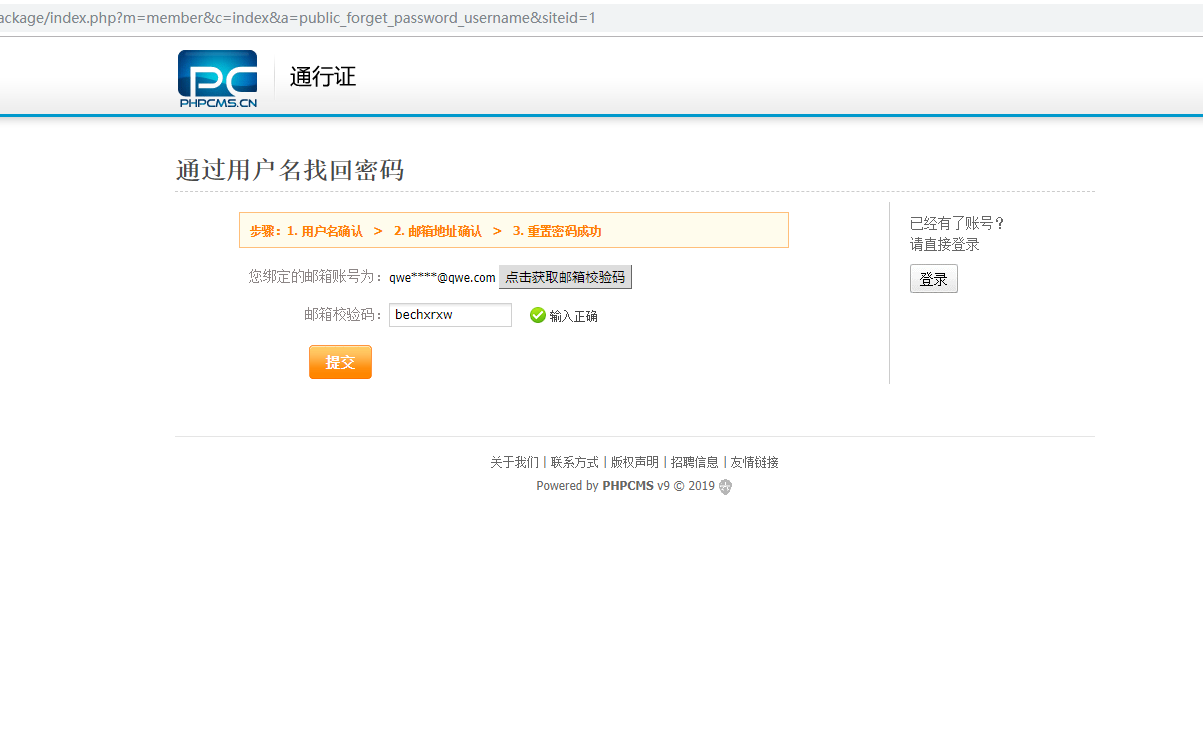 ackage/index.php?m=member&c=index&a=public_forget_password_username&siteid=1
PC
PHPCMS.CN
通行证
通过用户名找回密码
步骤：1. 用户名确认 > 2. 邮箱地址确认 > 3. 重置密码成功
您绑定的邮箱账号为： qwe****@qwe.com 点击获取邮箱校验码
邮箱校验码： bechxrxw 输入正确
提交
已经有了账号？
请直接登录
登录
关于我们 | 联系方式 | 版权声明 | 招聘信息 | 友情链接
Powered by PHPCMS v9 © 2019